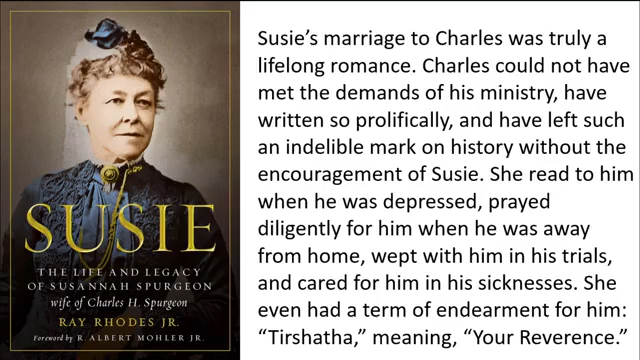 SUSIE
THE LIFE AND LEGACY
OF SUSANNAH SPURGEON
wife of Charles H. Spurgeon
RAY RHODES JR.
Foreword by R. ALBERT MOHLER JR.
Susie’s marriage to Charles was truly a
lifelong romance. Charles could not have
met the demands of his ministry, have
written so prolifically, and have left such
an indelible mark on history without the
encouragement of Susie. She read to him
when he was depressed, prayed
diligently for him when he was away
from home, wept with him in his trials,
and cared for him in his sicknesses. She
even had a term of endearment for him:
“Tirshatha,” meaning, “Your Reverence.”